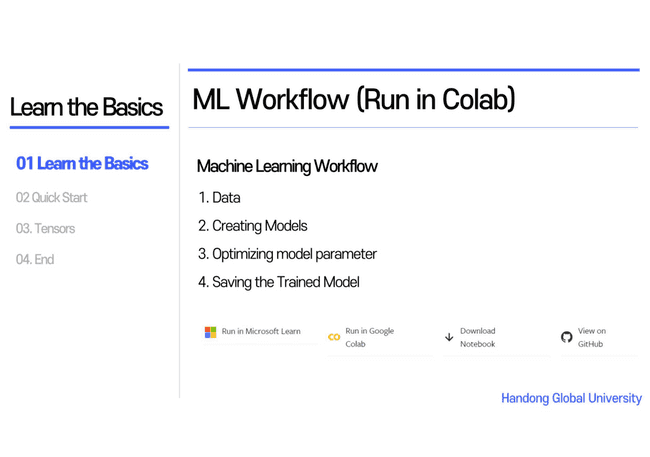 Learn the Basics
01 Learn the Basics
02 Quick Start
03. Tensors
04. End
ML Workflow (Run in Colab)
Machine Learning Workflow
1. Data
2. Creating Models
3. Optimizing model parameter
4. Saving the Trained Model
Run in Microsoft Learn
Run in Google
Colab
Download
Notebook
View on
GitHub
Handong Global University